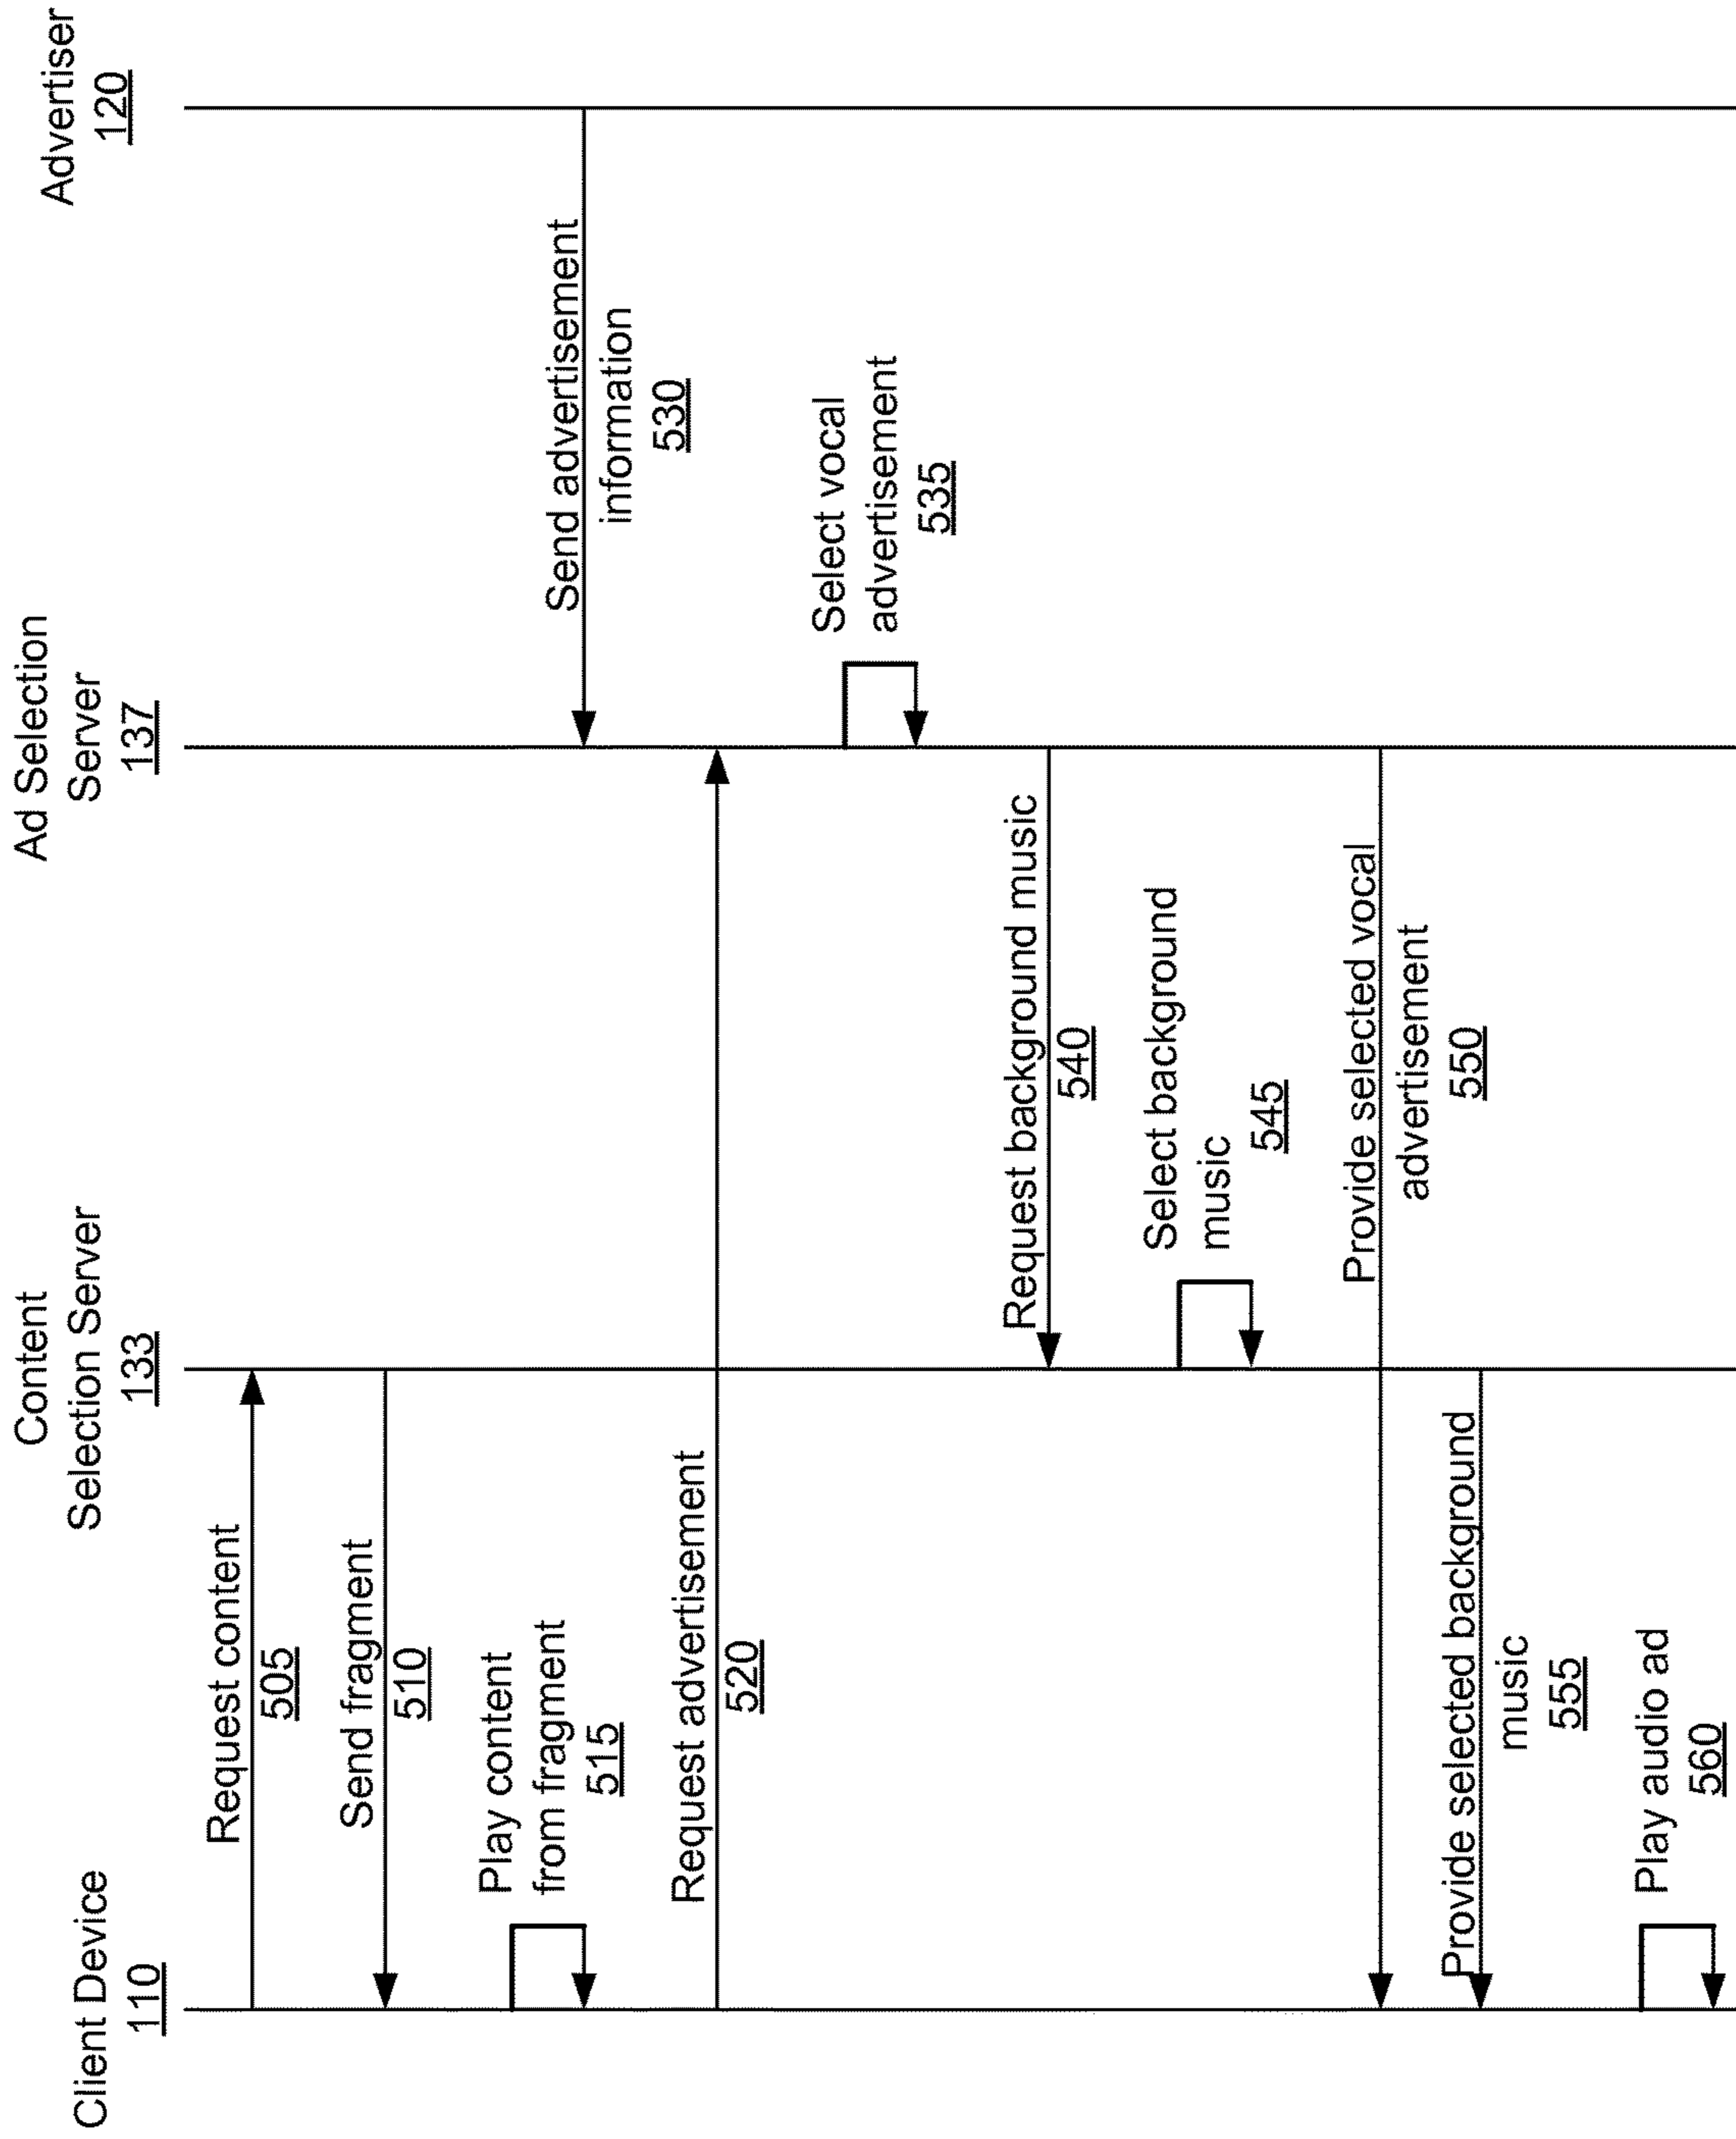 Client Device
110
Content
Selection Server
133
Ad Selection
Server
137
Advertiser
120
Request content
505
Send fragment
510
Play content
from fragment
515
Send advertisement
information
530
Request advertisement
520
Select vocal
advertisement
535
Request background music
540
Select background
music
545
Provide selected vocal
advertisement
550
Provide selected background
music
555
Play audio ad
560